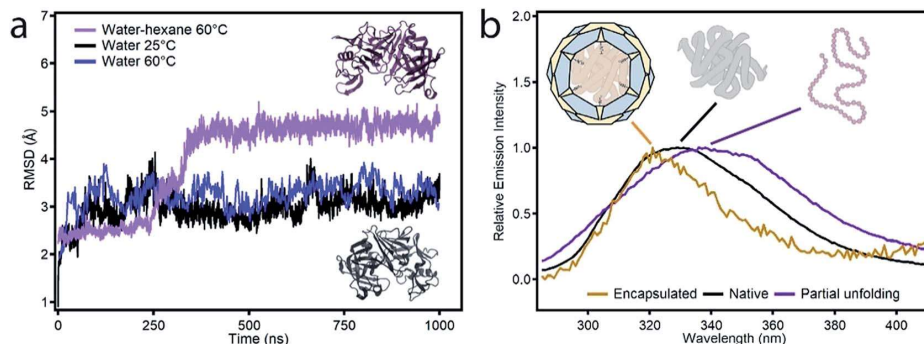 a
Water-hexane 60°C
Water 25°C
Water 60°C
RMSD (Å)
7
6
5
4
3
2
1
0
250
500
750
1000
Time (ns)
b
Relative Emission Intensity
2.0
1.5
1.0
0.5
0.0
Encapsulated
Native
Partial unfolding
300
320
340
360
380
400
Wavelength (nm)